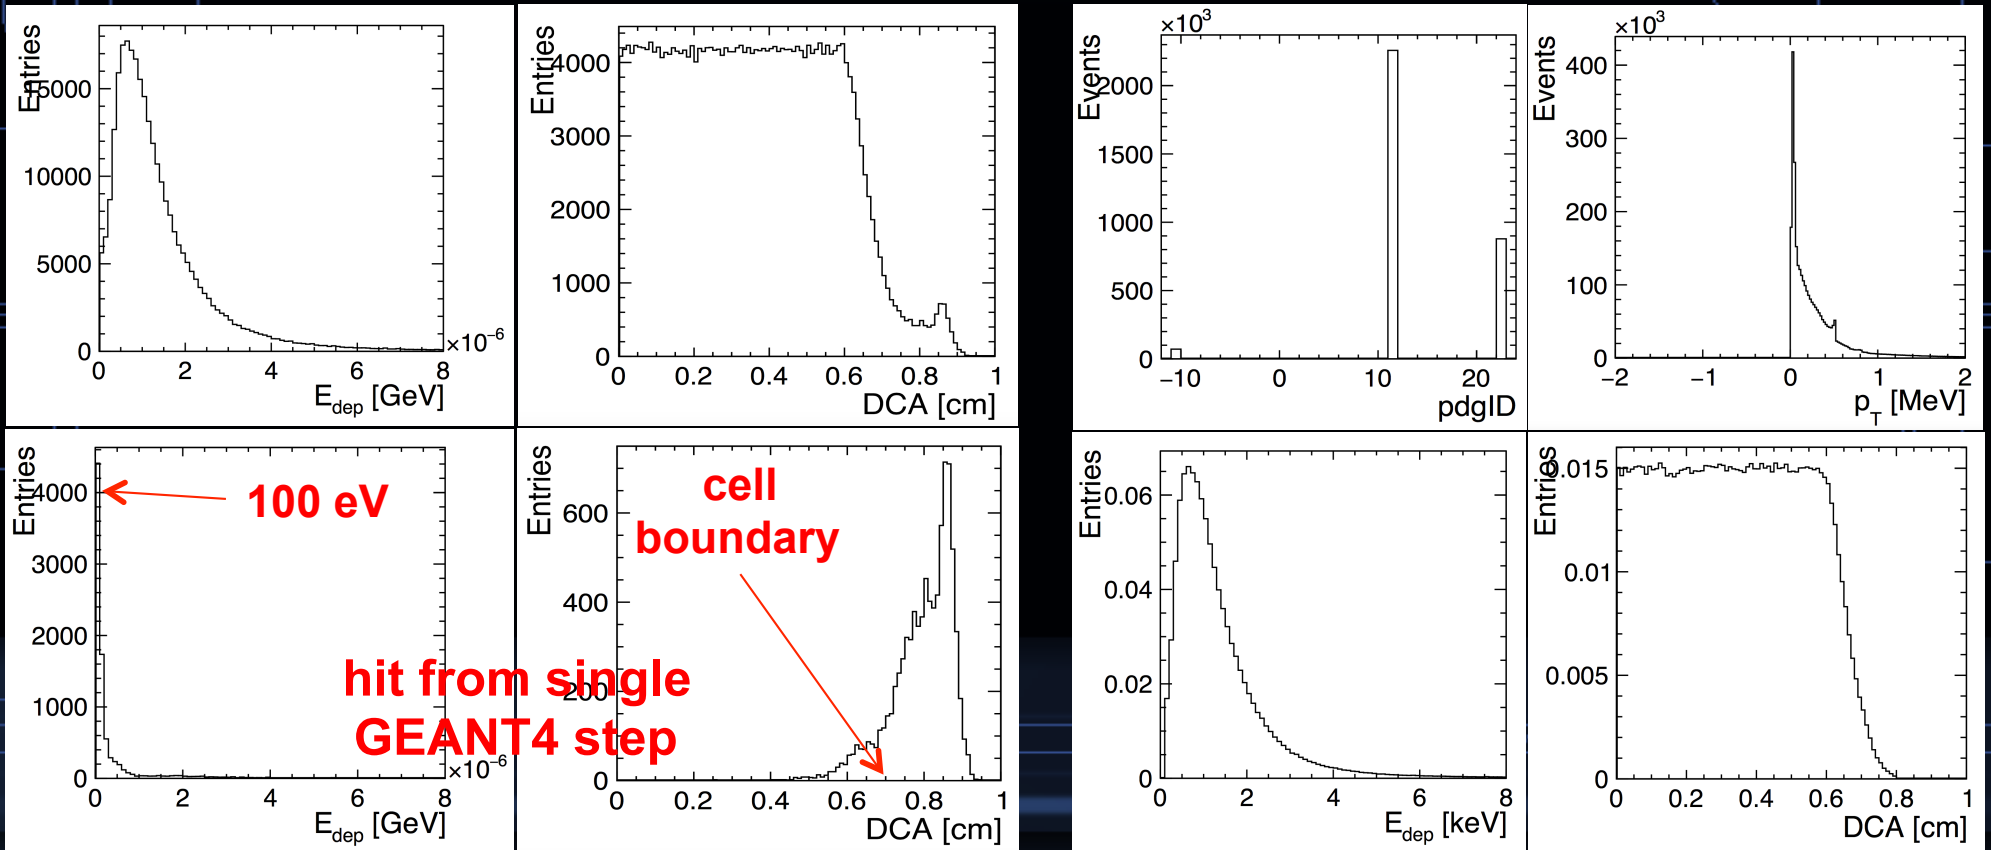 Entries
15000
10000
5000
0
0 2 4 6 8
×10⁻⁶
E_dep [GeV]
Entries
4000
3000
2000
1000
0
0 0.2 0.4 0.6 0.8 1
DCA [cm]
×10³
Events
2000
1500
1000
500
0
−10 0 10 20
pdgID
×10³
Events
400
300
200
100
0
−2 −1 0 1 2
p_T [MeV]
Entries
4000
3000
2000
1000
0
0 2 4 6 8
×10⁻⁶
E_dep [GeV]
100 eV
hit from single
GEANT4 step
Entries
600
400
200
0
0 0.2 0.4 0.6 0.8 1
DCA [cm]
cell
boundary
Entries
0.06
0.04
0.02
0
0 2 4 6 8
E_dep [keV]
Entries
0.015
0.01
0.005
0
0 0.2 0.4 0.6 0.8 1
DCA [cm]